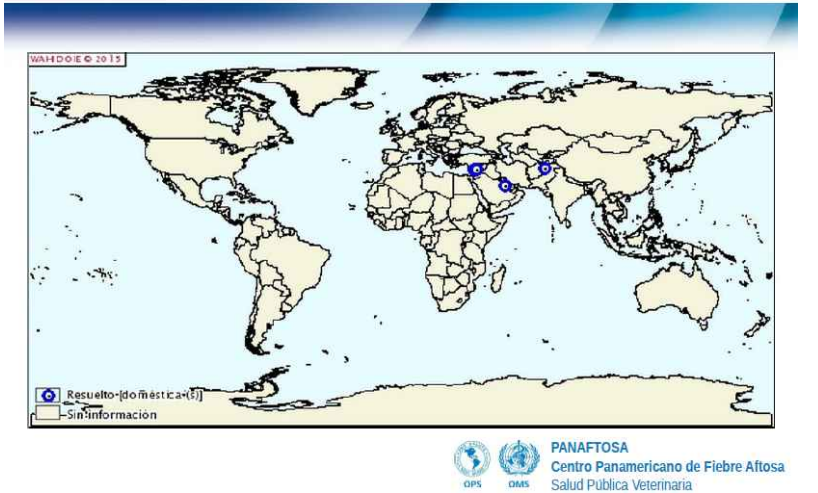 WAHID OIE © 2015
Resuelto-[doméstica-(s)]
Sin información
PANAFTOSA
Centro Panamericano de Fiebre Aftosa
Salud Pública Veterinaria
OPS
OMS